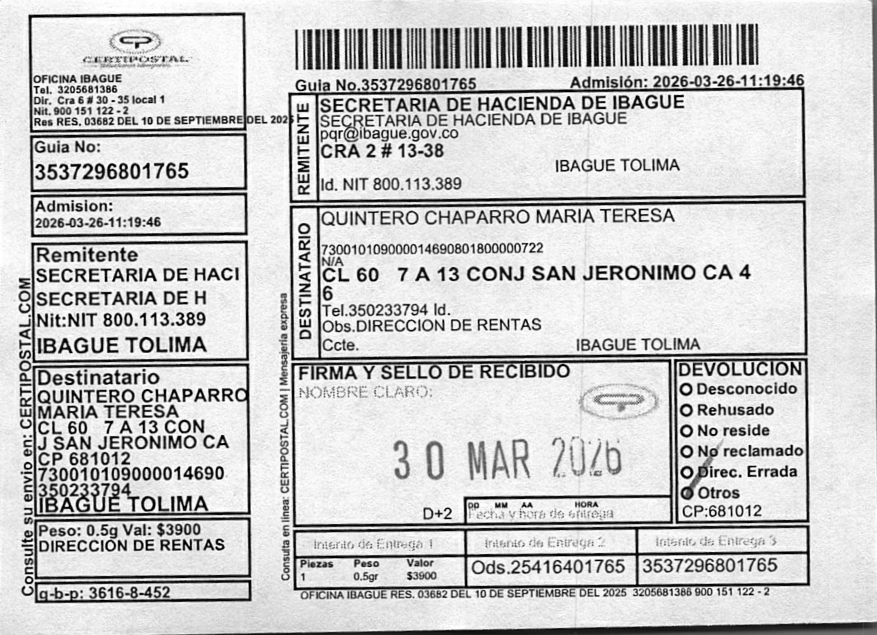 CERTIPOSTAL
OFICINA IBAGUE
Tel. 3205681386
Dir. Cra 6 # 30 - 35 local 1
Nit. 900 151 122 - 2
Res RES. 03682 DEL 10 DE SEPTIEMBRE DEL 2025
Guia No:
3537296801765
Admision:
2026-03-26-11:19:46
Remitente
SECRETARIA DE HACI
SECRETARIA DE H
Nit:NIT 800.113.389
IBAGUE TOLIMA
Destinatario
QUINTERO CHAPARRO
MARIA TERESA
CL 60 7 A 13 CON
J SAN JERONIMO CA
CP 681012
730010109000014690
350233794
IBAGUE TOLIMA
Peso: 0.5g Val: $3900
DIRECCIÓN DE RENTAS
g-b-p: 3616-8-452
Consulte su envio en: CERTIPOSTAL.COM
Guia No.3537296801765 Admisión: 2026-03-26-11:19:46
REMITENTE
SECRETARIA DE HACIENDA DE IBAGUE
SECRETARIA DE HACIENDA DE IBAGUE
pqr@ibague.gov.co
CRA 2 # 13-38
IBAGUE TOLIMA
Id. NIT 800.113.389
DESTINATARIO
QUINTERO CHAPARRO MARIA TERESA
730010109000014690801800000722
N/A
CL 60 7 A 13 CONJ SAN JERONIMO CA 4
6
Tel.350233794 Id.
Obs.DIRECCION DE RENTAS
Ccte. IBAGUE TOLIMA
Consulta en línea: CERTIPOSTAL.COM | Mensajería expresa
FIRMA Y SELLO DE RECIBIDO
NOMBRE CLARO:
30 MAR 2026
D+2
DD MM AA HORA
Fecha y hora de entrega
DEVOLUCION
Desconocido
Rehusado
No reside
No reclamado
Direc. Errada
Otros
CP:681012
Intento de Entrega 1 Intento de Entrega 2 Intento de Entrega 3
Piezas Peso Valor
1 0.5gr $3900
Ods.25416401765 3537296801765
OFICINA IBAGUE RES. 03682 DEL 10 DE SEPTIEMBRE DEL 2025 3205681386 900 151 122 - 2